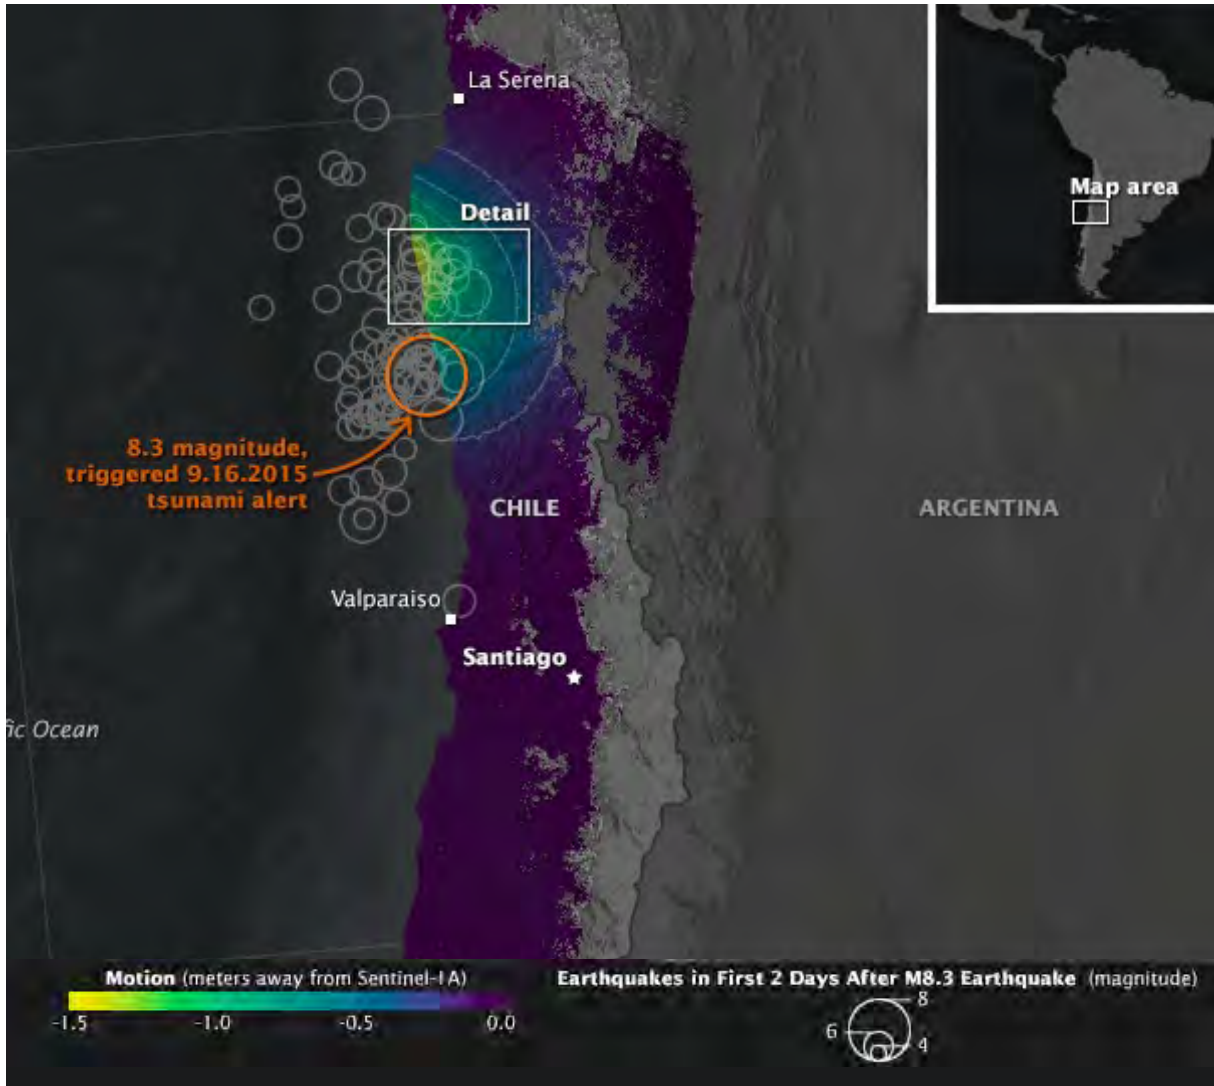 La Serena
Map area
Detail
8.3 magnitude,
triggered 9.16.2015
tsunami alert
CHILE
ARGENTINA
Valparaiso
Santiago
fic Ocean
Motion (meters away from Sentinel-1A)
-1.5 -1.0 -0.5 0.0
Earthquakes in First 2 Days After M8.3 Earthquake (magnitude)
8
6
4